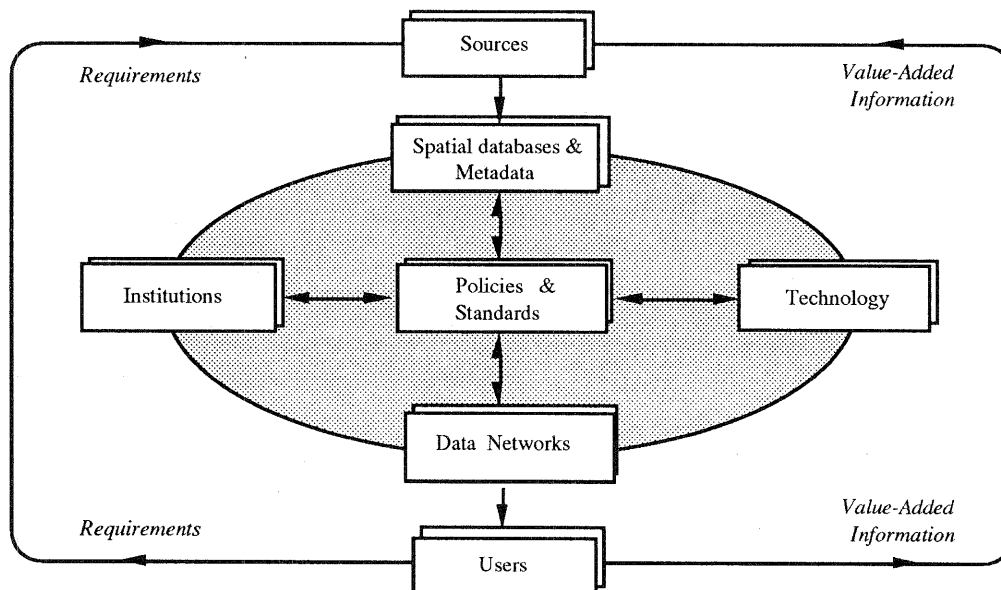 Sources
Requirements
Value-Added
Information
Spatial databases &
Metadata
Institutions
Policies &
Standards
Technology
Data Networks
Requirements
Value-Added
Information
Users